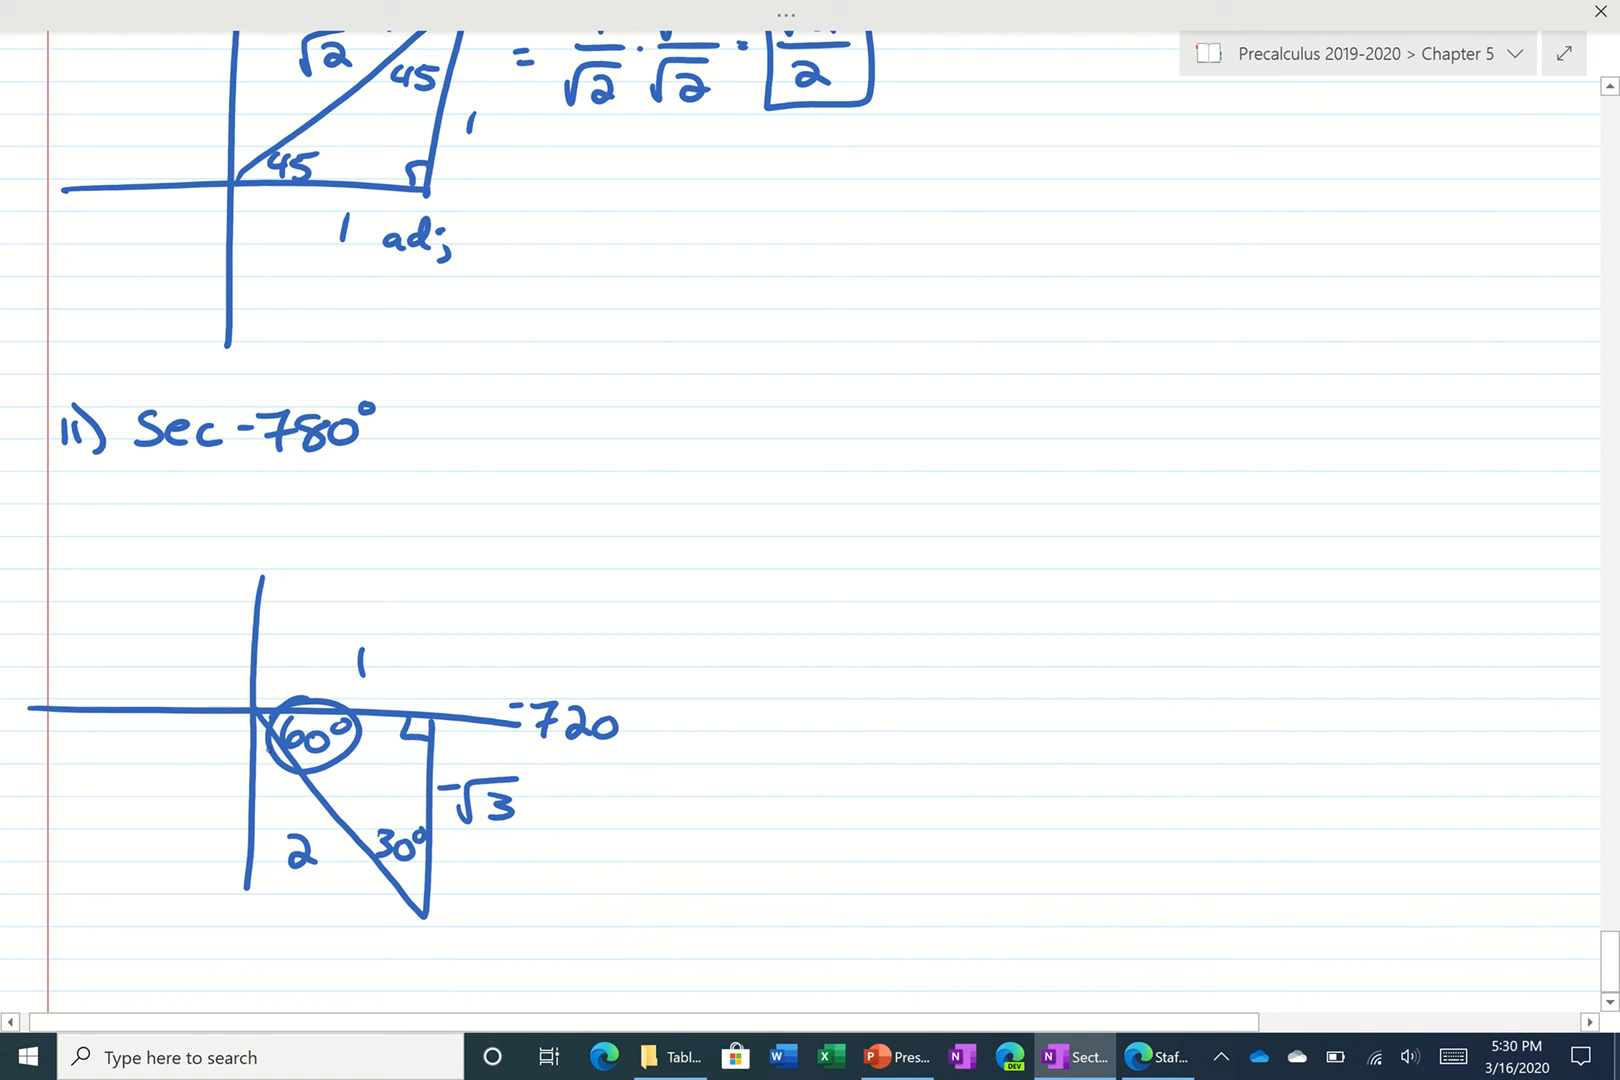 Precalculus 2019-2020 > Chapter 5
√2
45
= /√2 · /√2 = /2
1
45
1 adj
11) Sec -780°
1
60°
-720
-√3
2
30°
Type here to search
Tabl...
Pres...
DEV
Sect...
Staf...
5:30 PM
3/16/2020